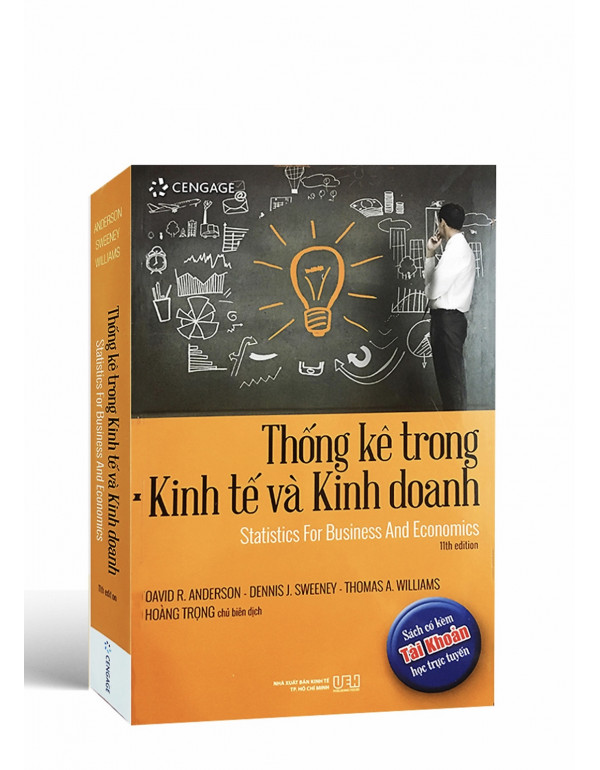 CENGAGE
Thống kê trong
Kinh tế và Kinh doanh
Statistics For Business And Economics
11th edition
DAVID R. ANDERSON - DENNIS J. SWEENEY - THOMAS A. WILLIAMS
HOÀNG TRỌNG chủ biên dịch
Sách có kèm
Tài Khoản
học trực tuyến
NHÀ XUẤT BẢN KINH TẾ
TP. HỒ CHÍ MINH
UEH
ANDERSON
SWEENEY
WILLIAMS
Thống kê trong Kinh tế và Kinh doanh
Statistics For Business And Economics
11th edition
CENGAGE